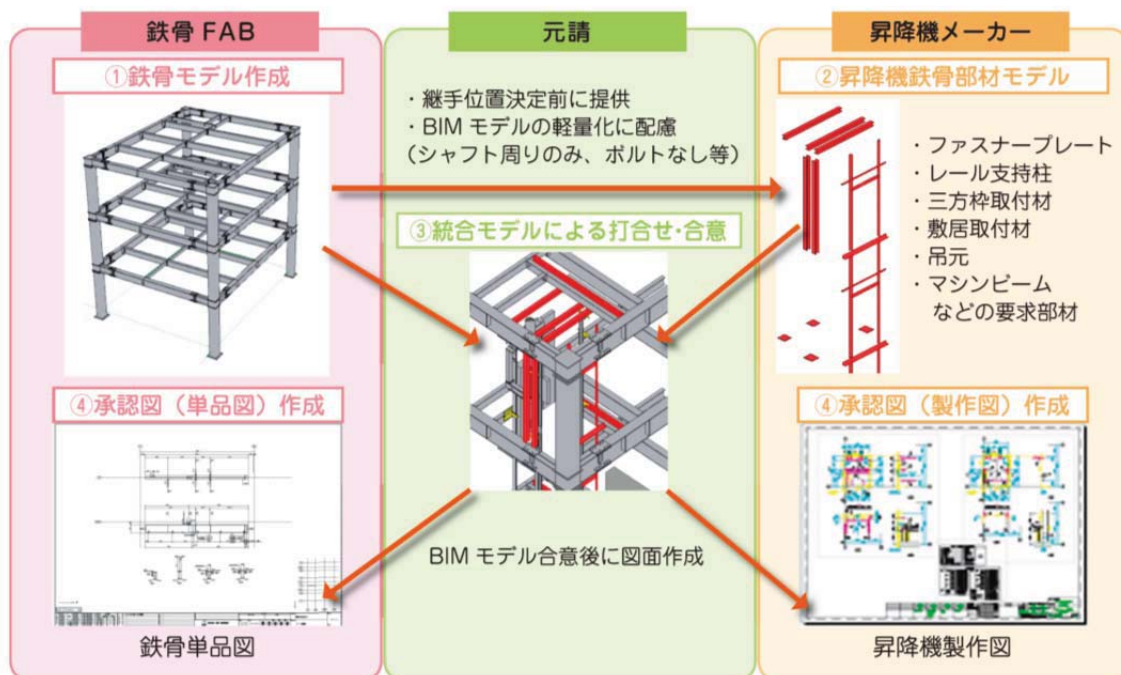 鉄骨 FAB
①鉄骨モデル作成
④承認図（単品図）作成
鉄骨単品図
元請
・継手位置決定前に提供
・BIM モデルの軽量化に配慮
（シャフト周りのみ、ボルトなし等）
③統合モデルによる打合せ・合意
BIM モデル合意後に図面作成
昇降機メーカー
②昇降機鉄骨部材モデル
・ファスナープレート
・レール支持柱
・三方枠取付材
・敷居取付材
・吊元
・マシンビーム
などの要求部材
④承認図（製作図）作成
昇降機製作図